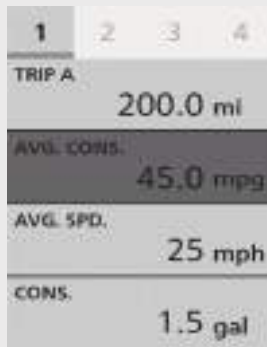 1 2 3 4
TRIP A
200.0 mi
AVG. CONS.
45.0 mpg
AVG. SPD.
25 mph
CONS.
1.5 gal